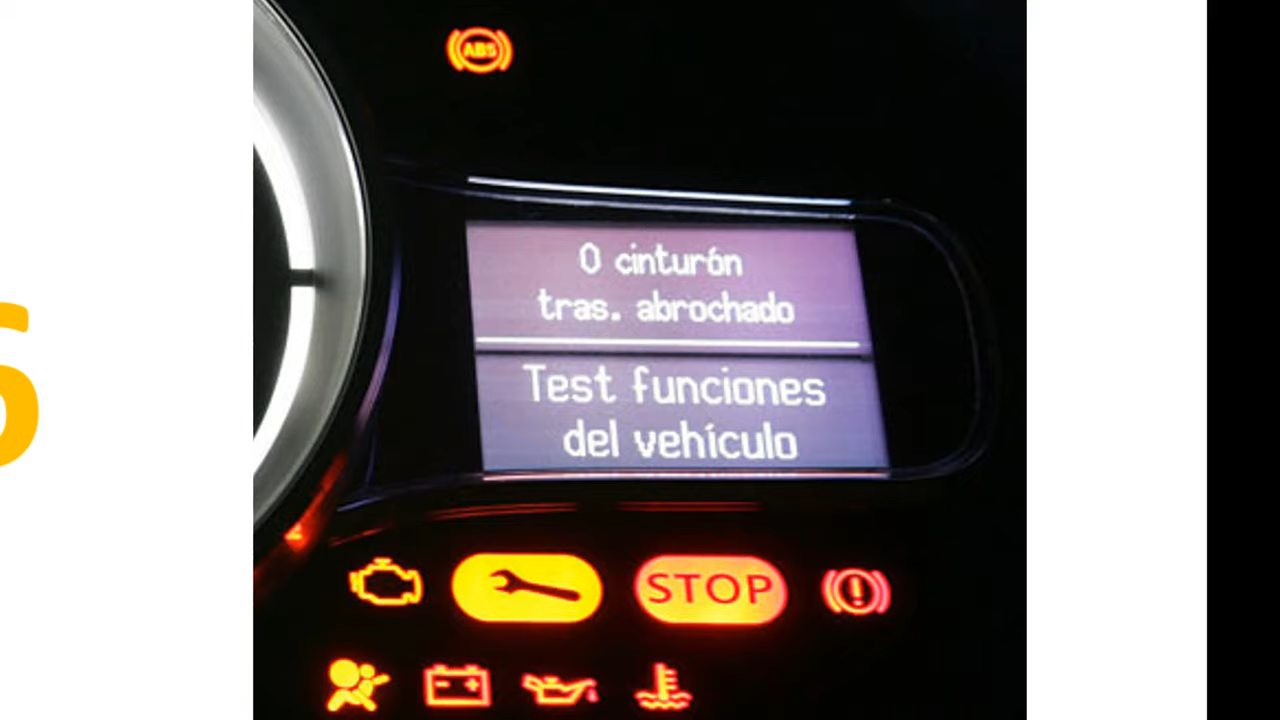 ABS
0 cinturón
tras. abrochado
Test funciones
del vehículo
STOP